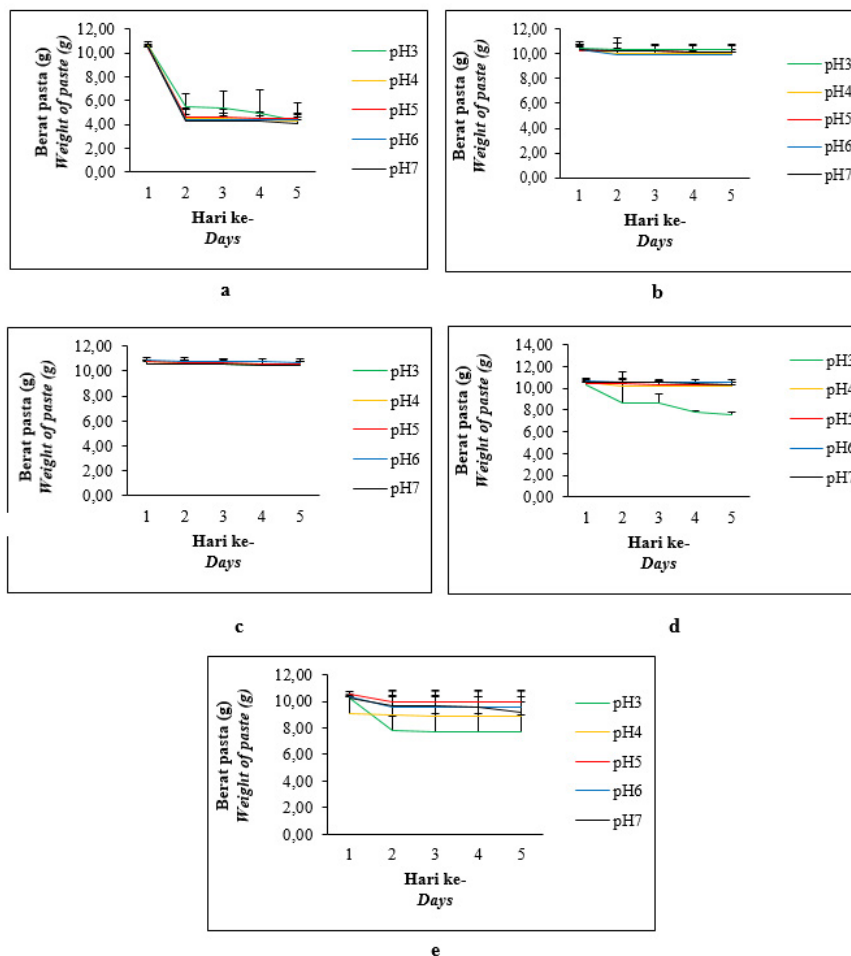 12,00
10,00
8,00
6,00
4,00
2,00
0,00
Berat pasta (g)
Weight of paste (g)
1 2 3 4 5
Hari ke-
Days
pH3
pH4
pH5
pH6
pH7
a
12,00
10,00
8,00
6,00
4,00
2,00
0,00
Berat pasta (g)
Weight of paste (g)
1 2 3 4 5
Hari ke-
Days
pH3
pH4
pH5
pH6
pH7
b
12,00
10,00
8,00
6,00
4,00
2,00
0,00
Berat pasta (g)
Weight of paste (g)
1 2 3 4 5
Hari ke-
Days
pH3
pH4
pH5
pH6
pH7
c
14,00
12,00
10,00
8,00
6,00
4,00
2,00
0,00
Berat pasta (g)
Weight of paste (g)
1 2 3 4 5
Hari ke-
Days
pH3
pH4
pH5
pH6
pH7
d
12,00
10,00
8,00
6,00
4,00
2,00
0,00
Berat pasta (g)
Weight of paste (g)
1 2 3 4 5
Hari ke-
Days
pH3
pH4
pH5
pH6
pH7
e